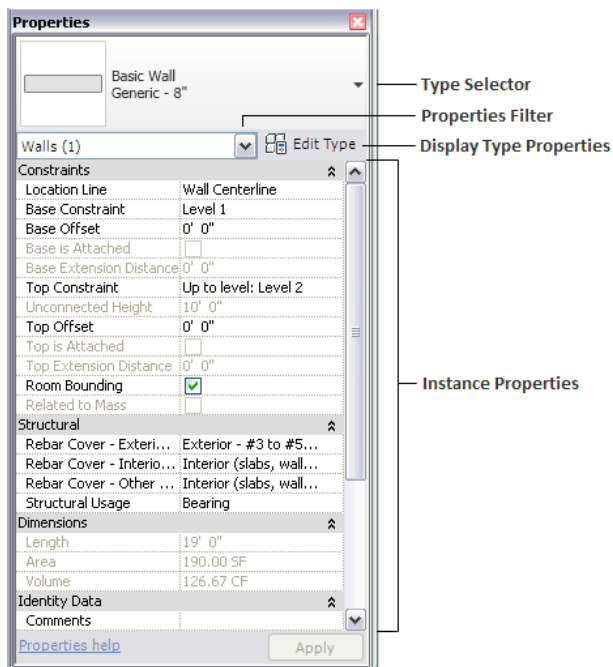 Properties
Basic Wall
Generic - 8"
Type Selector
Properties Filter
Walls (1)
Edit Type
Display Type Properties
Constraints
Location Line Wall Centerline
Base Constraint Level 1
Base Offset 0' 0"
Base is Attached
Base Extension Distance 0' 0"
Top Constraint Up to level: Level 2
Unconnected Height 10' 0"
Top Offset 0' 0"
Top is Attached
Top Extension Distance 0' 0"
Room Bounding
Instance Properties
Related to Mass
Structural
Rebar Cover - Exteri... Exterior - #3 to #5...
Rebar Cover - Interio... Interior (slabs, wall...
Rebar Cover - Other ... Interior (slabs, wall...
Structural Usage Bearing
Dimensions
Length 19' 0"
Area 190.00 SF
Volume 126.67 CF
Identity Data
Comments
Properties help
Apply